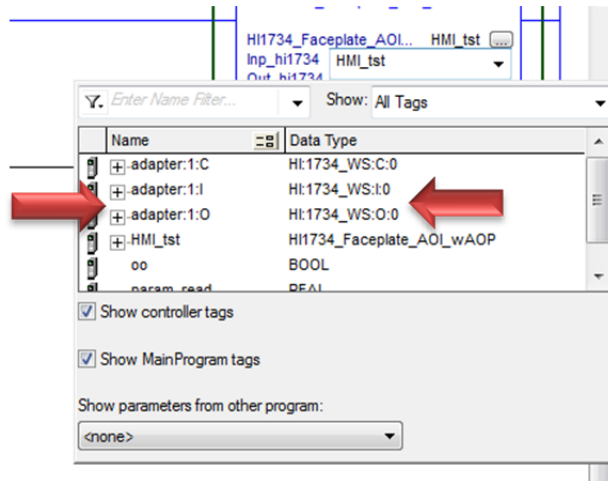 HI1734_Faceplate_AOI... HMI_tst ...
Inp_hi1734 HMI_tst
Out_hi1734
Enter Name Filter... Show: All Tags
Name Data Type
adapter:1:C HI:1734_WS:C:0
adapter:1:I HI:1734_WS:I:0
adapter:1:O HI:1734_WS:O:0
HMI_tst HI1734_Faceplate_AOI_wAOP
oo BOOL
param_read REAL
Show controller tags
Show MainProgram tags
Show parameters from other program:
<none>